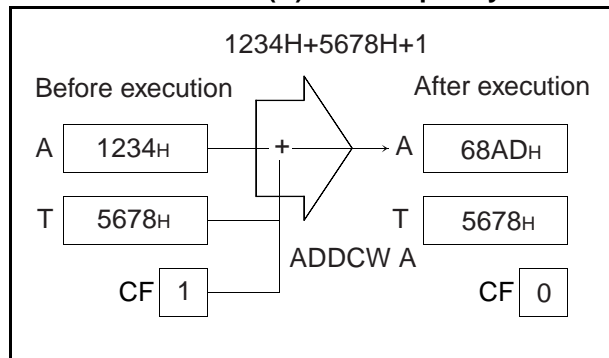 1234H+5678H+1
Before execution
After execution
A 1234H + A 68ADH
T 5678H T 5678H
ADDCW A
CF 1 CF 0